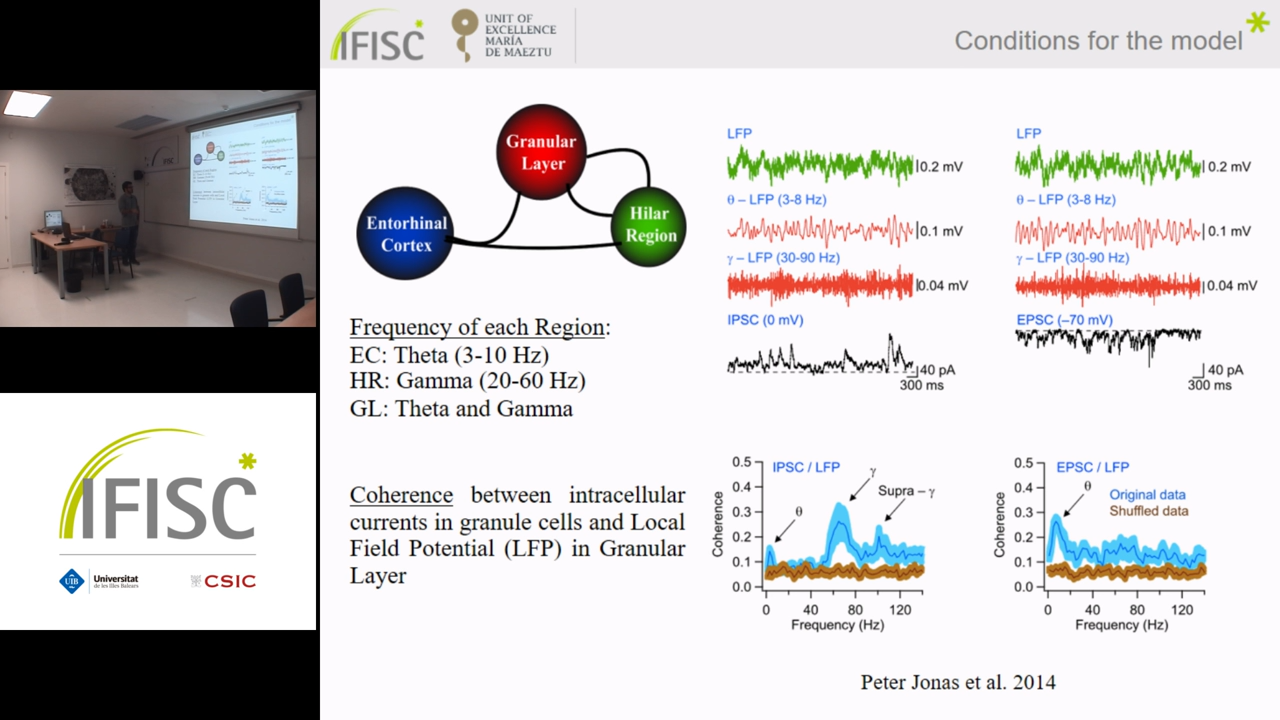 IFISC
UNIT OF
EXCELLENCE
MARÍA
DE MAEZTU
Conditions for the model
Granular
Layer
Entorhinal
Cortex
Hilar
Region
Frequency of each Region:
EC: Theta (3-10 Hz)
HR: Gamma (20-60 Hz)
GL: Theta and Gamma
Coherence between intracellular
currents in granule cells and Local
Field Potential (LFP) in Granular
Layer
LFP
0.2 mV
θ – LFP (3-8 Hz)
0.1 mV
γ – LFP (30-90 Hz)
0.04 mV
IPSC (0 mV)
40 pA
300 ms
LFP
0.2 mV
θ – LFP (3-8 Hz)
0.1 mV
γ – LFP (30-90 Hz)
0.04 mV
EPSC (–70 mV)
40 pA
300 ms
IPSC / LFP
θ
γ
Supra – γ
Coherence
0.5
0.4
0.3
0.2
0.1
0.0
0 40 80 120
Frequency (Hz)
EPSC / LFP
θ
Original data
Shuffled data
Coherence
0.5
0.4
0.3
0.2
0.1
0.0
0 40 80 120
Frequency (Hz)
Peter Jonas et al. 2014
IFISC
UIB
Universitat
de les Illes Balears
CSIC